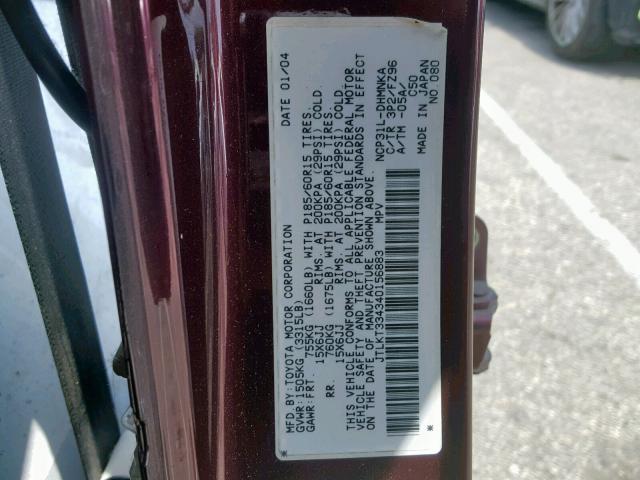 MFD.BY:TOYOTA MOTOR CORPORATION DATE 01/04
GVWR:1505KG (3315LB)
GAWR:FRT. 755KG (1660LB) WITH P185/60R15 TIRES,
15X6JJ RIMS, AT 200KPA (29PSI) COLD
RR. 760KG (1675LB) WITH P185/60R15 TIRES,
15X6JJ RIMS, AT 200KPA (29PSI) COLD
THIS VEHICLE CONFORMS TO ALL APPLICABLE FEDERAL MOTOR
VEHICLE SAFETY AND THEFT PREVENTION STANDARDS IN EFFECT
ON THE DATE OF MANUFACTURE SHOWN ABOVE.
JTLKT334340156883 MPV
NCP31L-DHMNKA
C/TR 3P2/FZ96
A/TM -05A/ C50
MADE IN JAPAN
NO.080